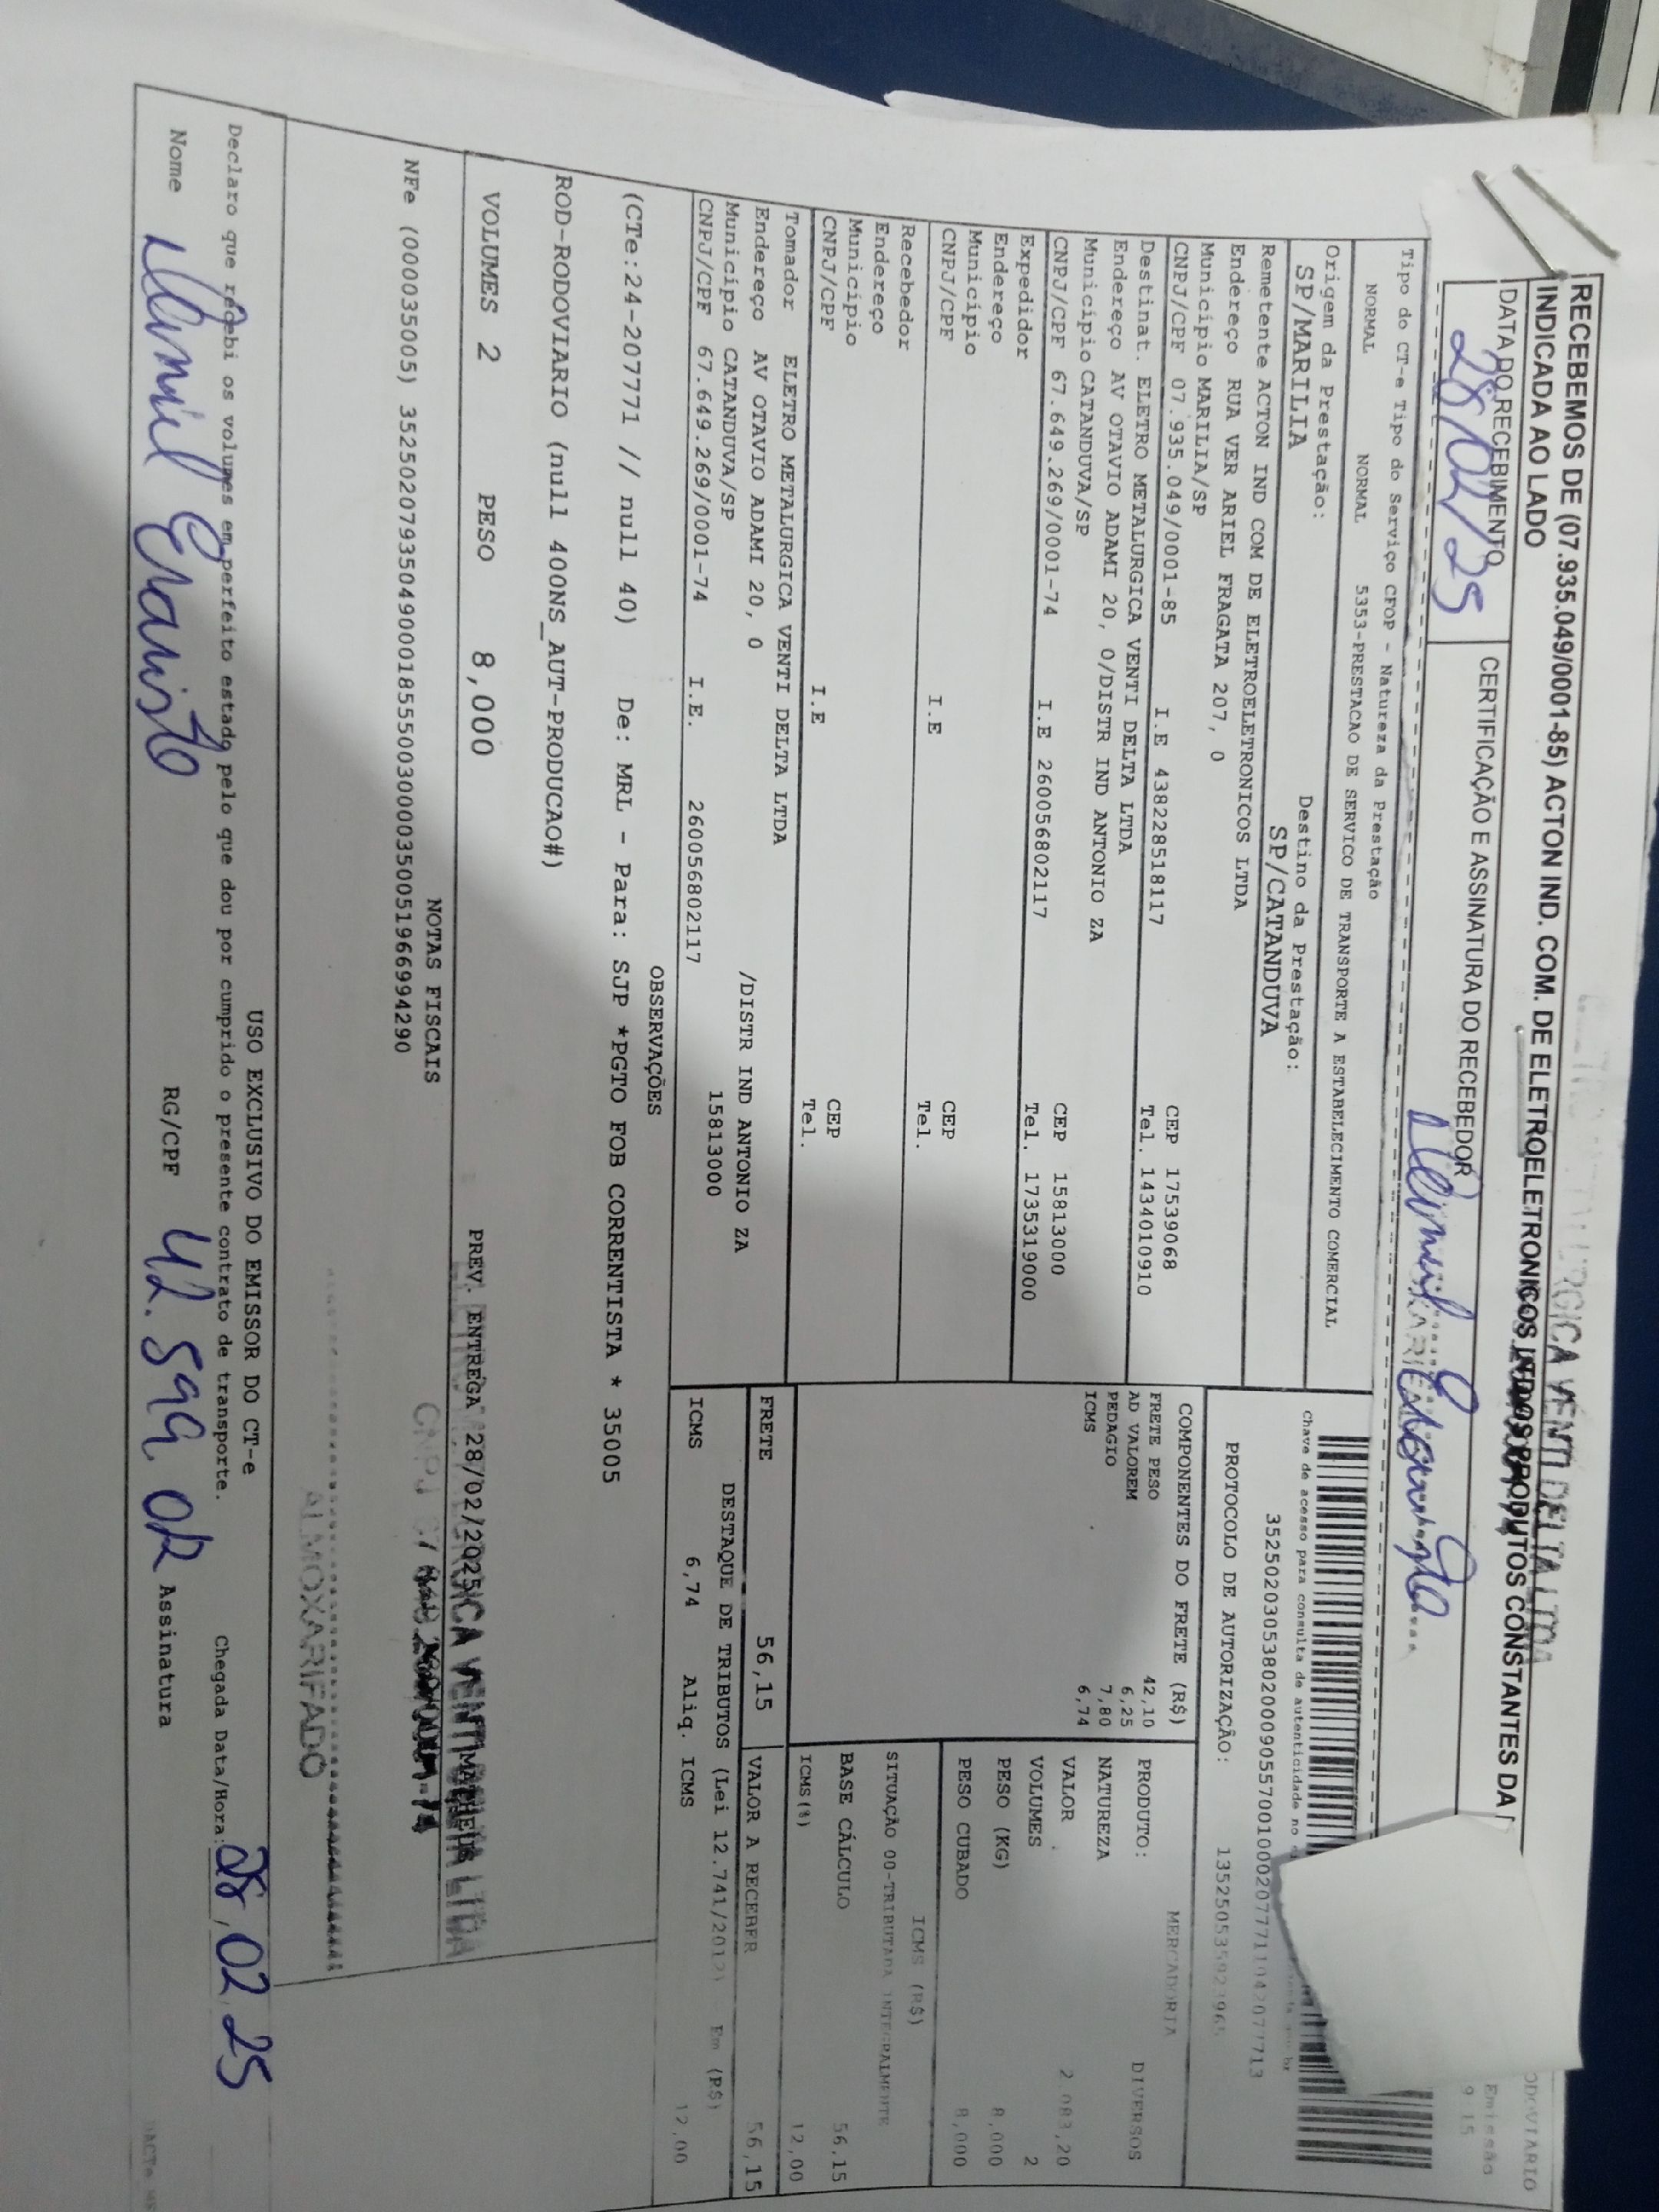 RECEBEMOS DE (07.935.049/0001-85) ACTON IND. COM. DE ELETROELETRONICOS LTDA OS PRODUTOS CONSTANTES DA
INDICADA AO LADO
DATA DO RECEBIMENTO
28/02/25
CERTIFICAÇÃO E ASSINATURA DO RECEBEDOR
Tipo do CT-e Tipo do Serviço CFOP - Natureza da Prestação
NORMAL NORMAL 5353-PRESTACAO DE SERVICO DE TRANSPORTE A ESTABELECIMENTO COMERCIAL
Origem da Prestação: Destino da Prestação:
SP/MARILIA SP/CATANDUVA
Emissão
Chave de acesso para consulta de autenticidade no
PROTOCOLO DE AUTORIZAÇÃO:
Remetente ACTON IND COM DE ELETROELETRONICOS LTDA
Endereço RUA VER ARIEL FRAGATA 207, 0
Município MARILIA/SP CEP 17539068
CNPJ/CPF 07.935.049/0001-85 I.E 438228518117 Tel. 1434010910
Destinat. ELETRO METALURGICA VENTI DELTA LTDA
Endereço AV OTAVIO ADAMI 20, 0/DISTR IND ANTONIO ZA
Município CATANDUVA/SP CEP 15813000
CNPJ/CPF 67.649.269/0001-74 I.E 260056802117 Tel. 1735319000
Expedidor
Endereço
Município CEP
CNPJ/CPF I.E Tel.
Recebedor
Endereço
Município CEP
CNPJ/CPF I.E Tel.
Tomador ELETRO METALURGICA VENTI DELTA LTDA
Endereço AV OTAVIO ADAMI 20, 0 /DISTR IND ANTONIO ZA
Município CATANDUVA/SP 15813000
CNPJ/CPF 67.649.269/0001-74 I.E. 260056802117
COMPONENTES DO FRETE (R$)
FRETE PESO 42,10
AD VALOREM 6,25
PEDAGIO 7,80
ICMS 6,74
MERCADORIA
PRODUTO: DIVERSOS
NATUREZA
VALOR 2.083,20
VOLUMES 2
PESO (KG) 8,000
PESO CUBADO 8,000
ICMS (R$)
SITUAÇÃO 00-TRIBUTADA INTEGRALMENTE
BASE CÁLCULO 56,15
ICMS(%) 12,00
FRETE 56,15 VALOR A RECEBER 56,15
DESTAQUE DE TRIBUTOS (Lei 12.741/2012) Em (R$)
ICMS 6,74 Aliq. ICMS 12,00
OBSERVAÇÕES
(CTe:24-207771 // null 40) De: MRL - Para: SJP *PGTO FOB CORRENTISTA * 35005
ROD-RODOVIARIO (null 400NS_AUT-PRODUCAO#)
VOLUMES 2 PESO 8,000 PREV. ENTREGA 28/02/2025 MATHEUS
NOTAS FISCAIS
NFe (000035005) 35250207935049000185550030000350051966994290
ALMOXARIFADO
USO EXCLUSIVO DO EMISSOR DO CT-e
Declaro que recebi os volumes em perfeito estado pelo que dou por cumprido o presente contrato de transporte. Chegada Data/Hora: 28,02,25
Nome RG/CPF 42.599.02 Assinatura